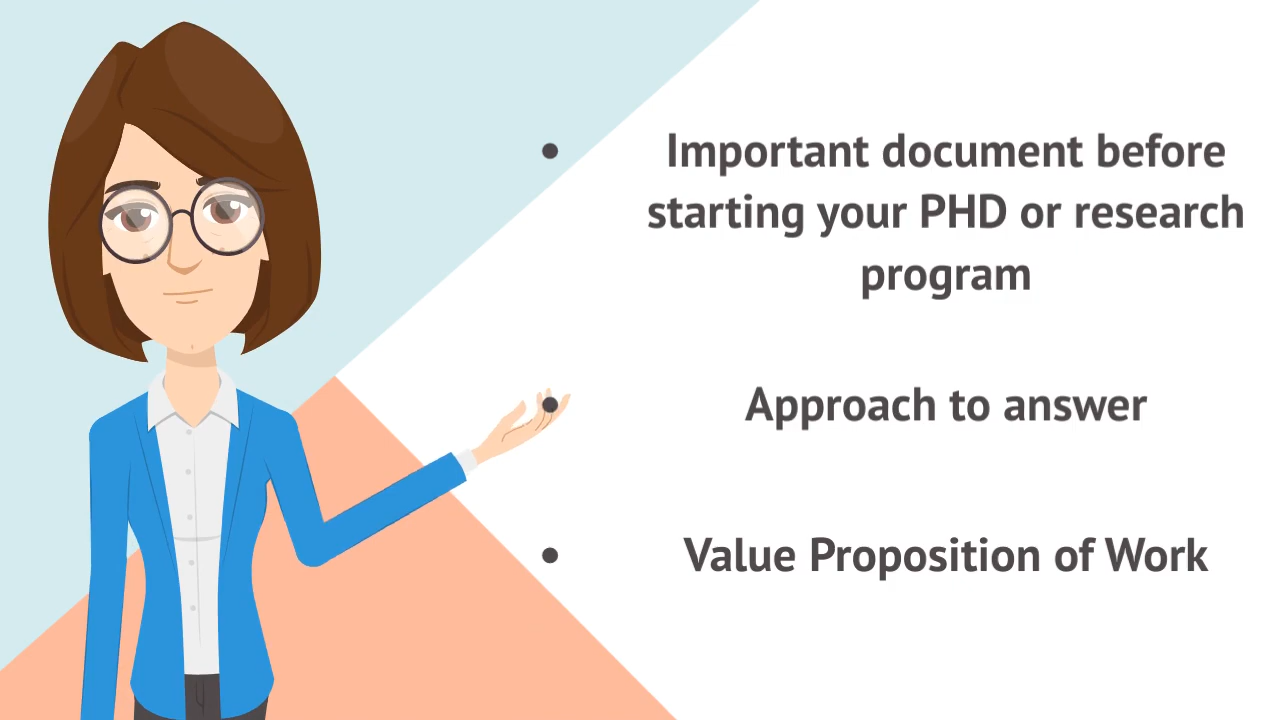 • Important document before
starting your PHD or research
program
• Approach to answer
• Value Proposition of Work